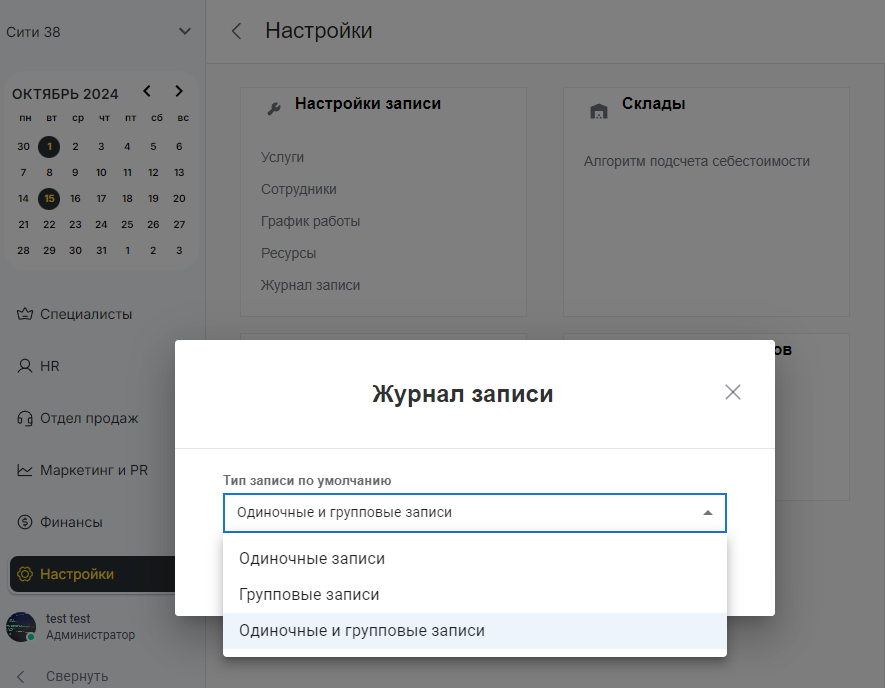 Сити 38
ОКТЯБРЬ 2024
пн вт ср чт пт сб вс
30 1 2 3 4 5 6
7 8 9 10 11 12 13
14 15 16 17 18 19 20
21 22 23 24 25 26 27
28 29 30 31 1 2 3
Специалисты
HR
Отдел продаж
Маркетинг и PR
Финансы
Настройки
test test
Администратор
Свернуть
Настройки
Настройки записи
Услуги
Сотрудники
График работы
Ресурсы
Журнал записи
Склады
Алгоритм подсчета себестоимости
ов
Журнал записи
Тип записи по умолчанию
Одиночные и групповые записи
Одиночные записи
Групповые записи
Одиночные и групповые записи